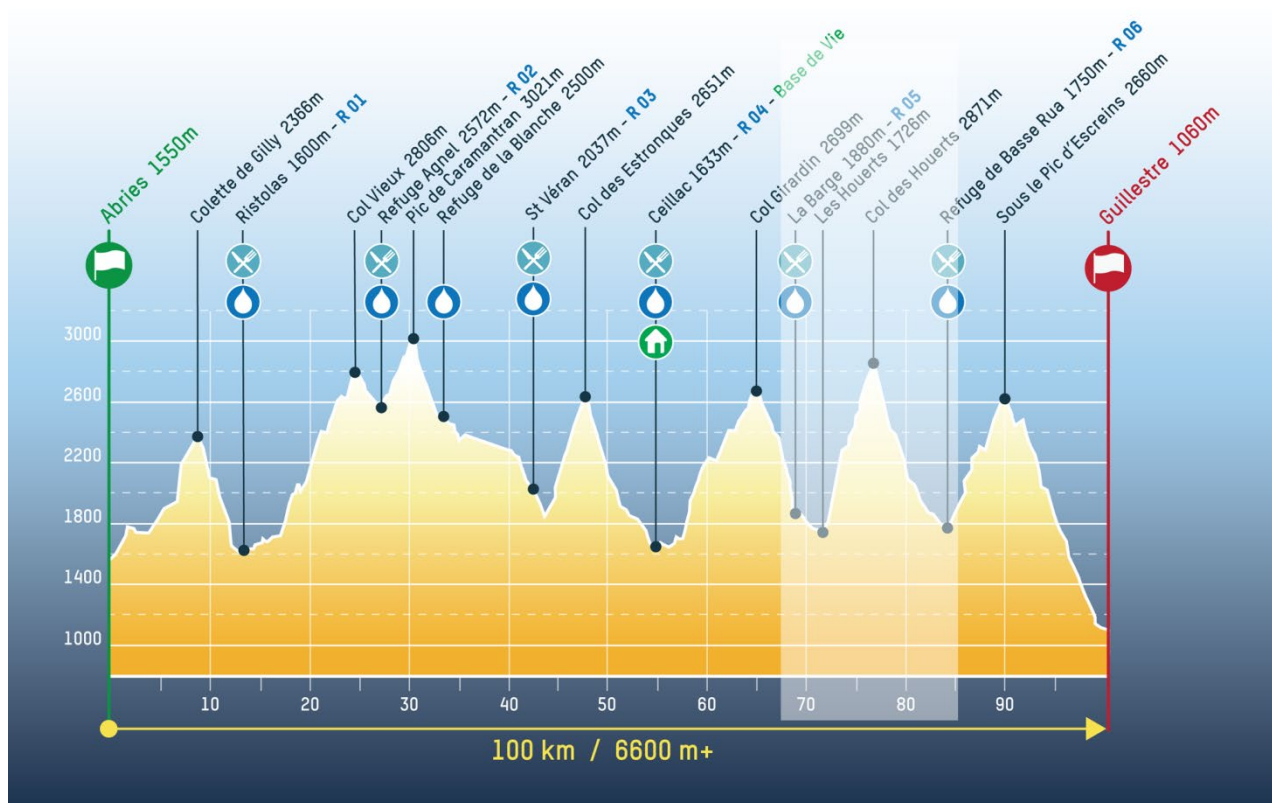 Abries 1550m
Colette de Gilly 2366m
Ristolas 1600m - R 01
Col Vieux 2806m
Refuge Agnel 2572m - R 02
Pic de Caramantran 3021m
Refuge de la Blanche 2500m
St Véran 2037m - R 03
Col des Estronques 2651m
Ceillac 1633m - R 04 - Base de Vie
Col Girardin 2699m
La Barge 1880m - R 05
Les Houerts 1726m
Col des Houerts 2871m
Refuge de Basse Rua 1750m - R 06
Sous le Pic d'Escreins 2660m
Guillestre 1060m
3000
2600
2200
1800
1400
1000
10 20 30 40 50 60 70 80 90
100 km / 6600 m+